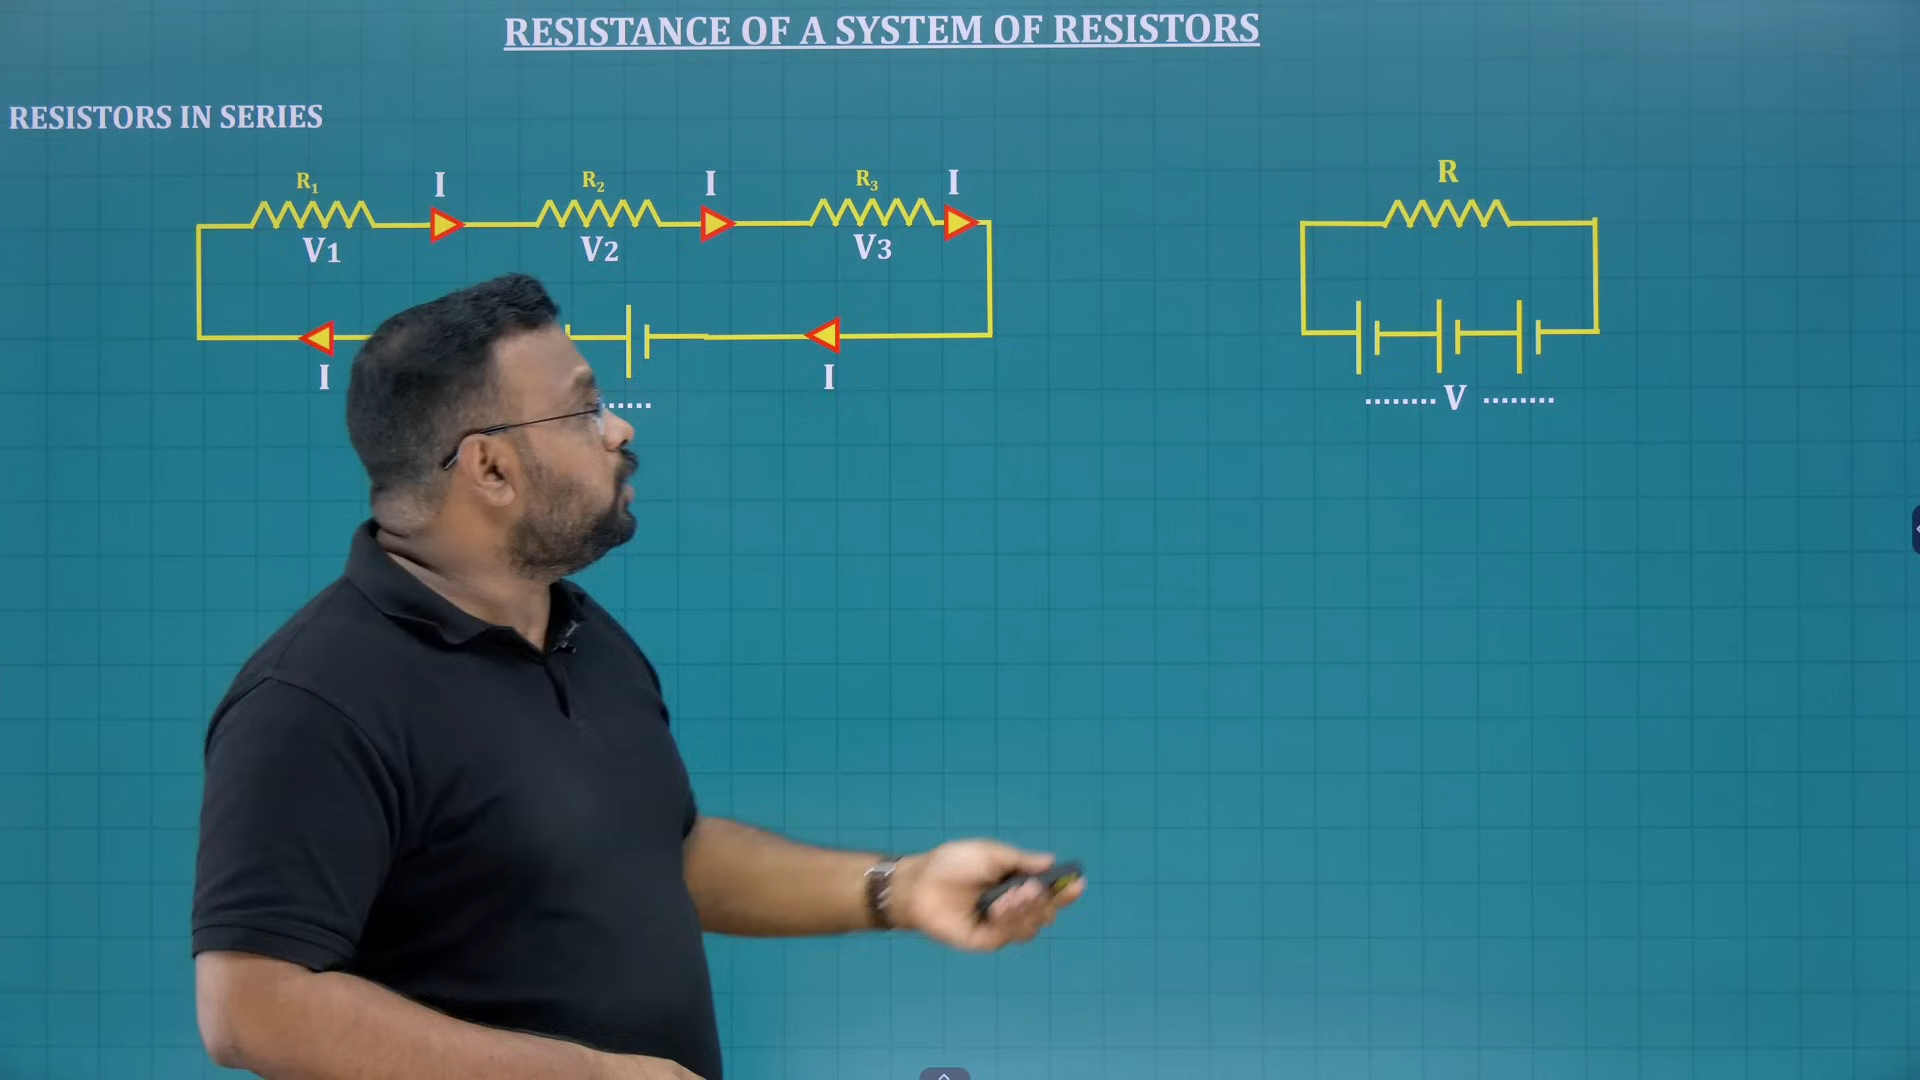 RESISTANCE OF A SYSTEM OF RESISTORS
RESISTORS IN SERIES
R₁ I R₂ I R₃ I
V1 V2 V3
I I
......
R
........ V ........